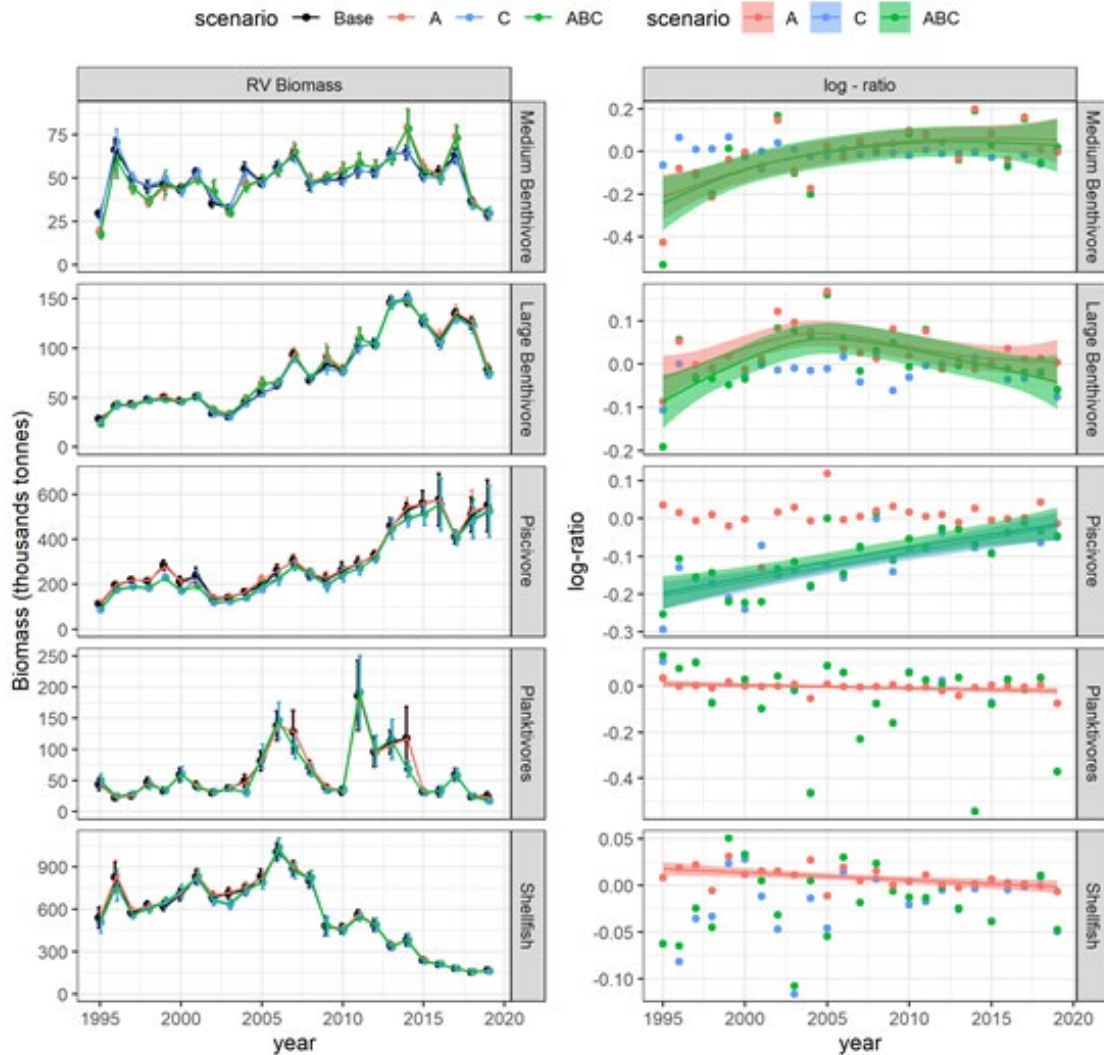 scenario Base A C ABC scenario A C ABC
RV Biomass log - ratio
75
50
25
0
Medium Benthivore
0.2
0.0
-0.2
-0.4
Medium Benthivore
150
100
50
0
Large Benthivore
0.1
0.0
-0.1
-0.2
Large Benthivore
Biomass (thousands tonnes)
600
400
200
0
Piscivore
log-ratio
0.1
0.0
-0.1
-0.2
-0.3
Piscivore
250
200
150
100
50
0
Planktivores
0.0
-0.2
-0.4
Planktivores
900
600
300
0
Shellfish
0.05
0.00
-0.05
-0.10
Shellfish
1995 2000 2005 2010 2015 2020 1995 2000 2005 2010 2015 2020
year year